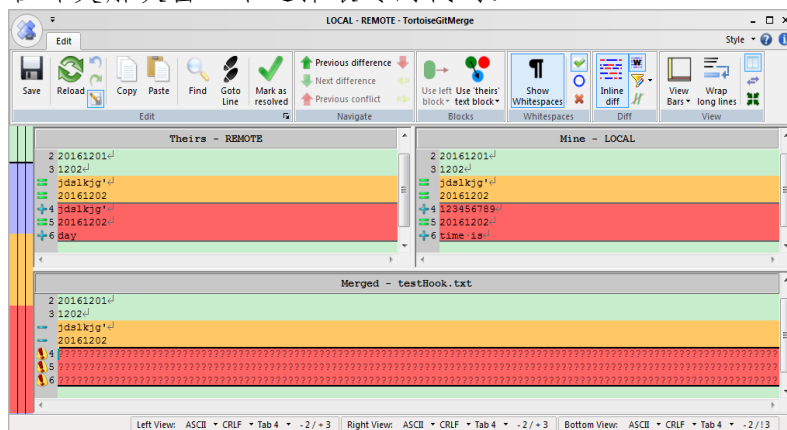 LOCAL - REMOTE - TortoiseGitMerge
Edit
Style
Save
Reload
Copy
Paste
Find
Goto Line
Mark as resolved
Edit
Previous difference
Next difference
Previous conflict
Navigate
Use left block
Use 'theirs' text block
Blocks
Show Whitespaces
Whitespaces
Inline diff
Diff
View Bars
Wrap long lines
View
Theirs - REMOTE
2 20161201
3 1202
jdslkjg'
20161202
4 jdslkjg'
5 20161202
6 day
Mine - LOCAL
2 20161201
3 1202
jdslkjg'
20161202
4 123456789
5 20161202
6 time·is
Merged - testHook.txt
2 20161201
3 1202
jdslkjg'
20161202
4
5
6
Left View: ASCII CRLF Tab 4 - 2 / + 3 Right View: ASCII CRLF Tab 4 - 2 / + 3 Bottom View: ASCII CRLF Tab 4 - 2 / ! 3